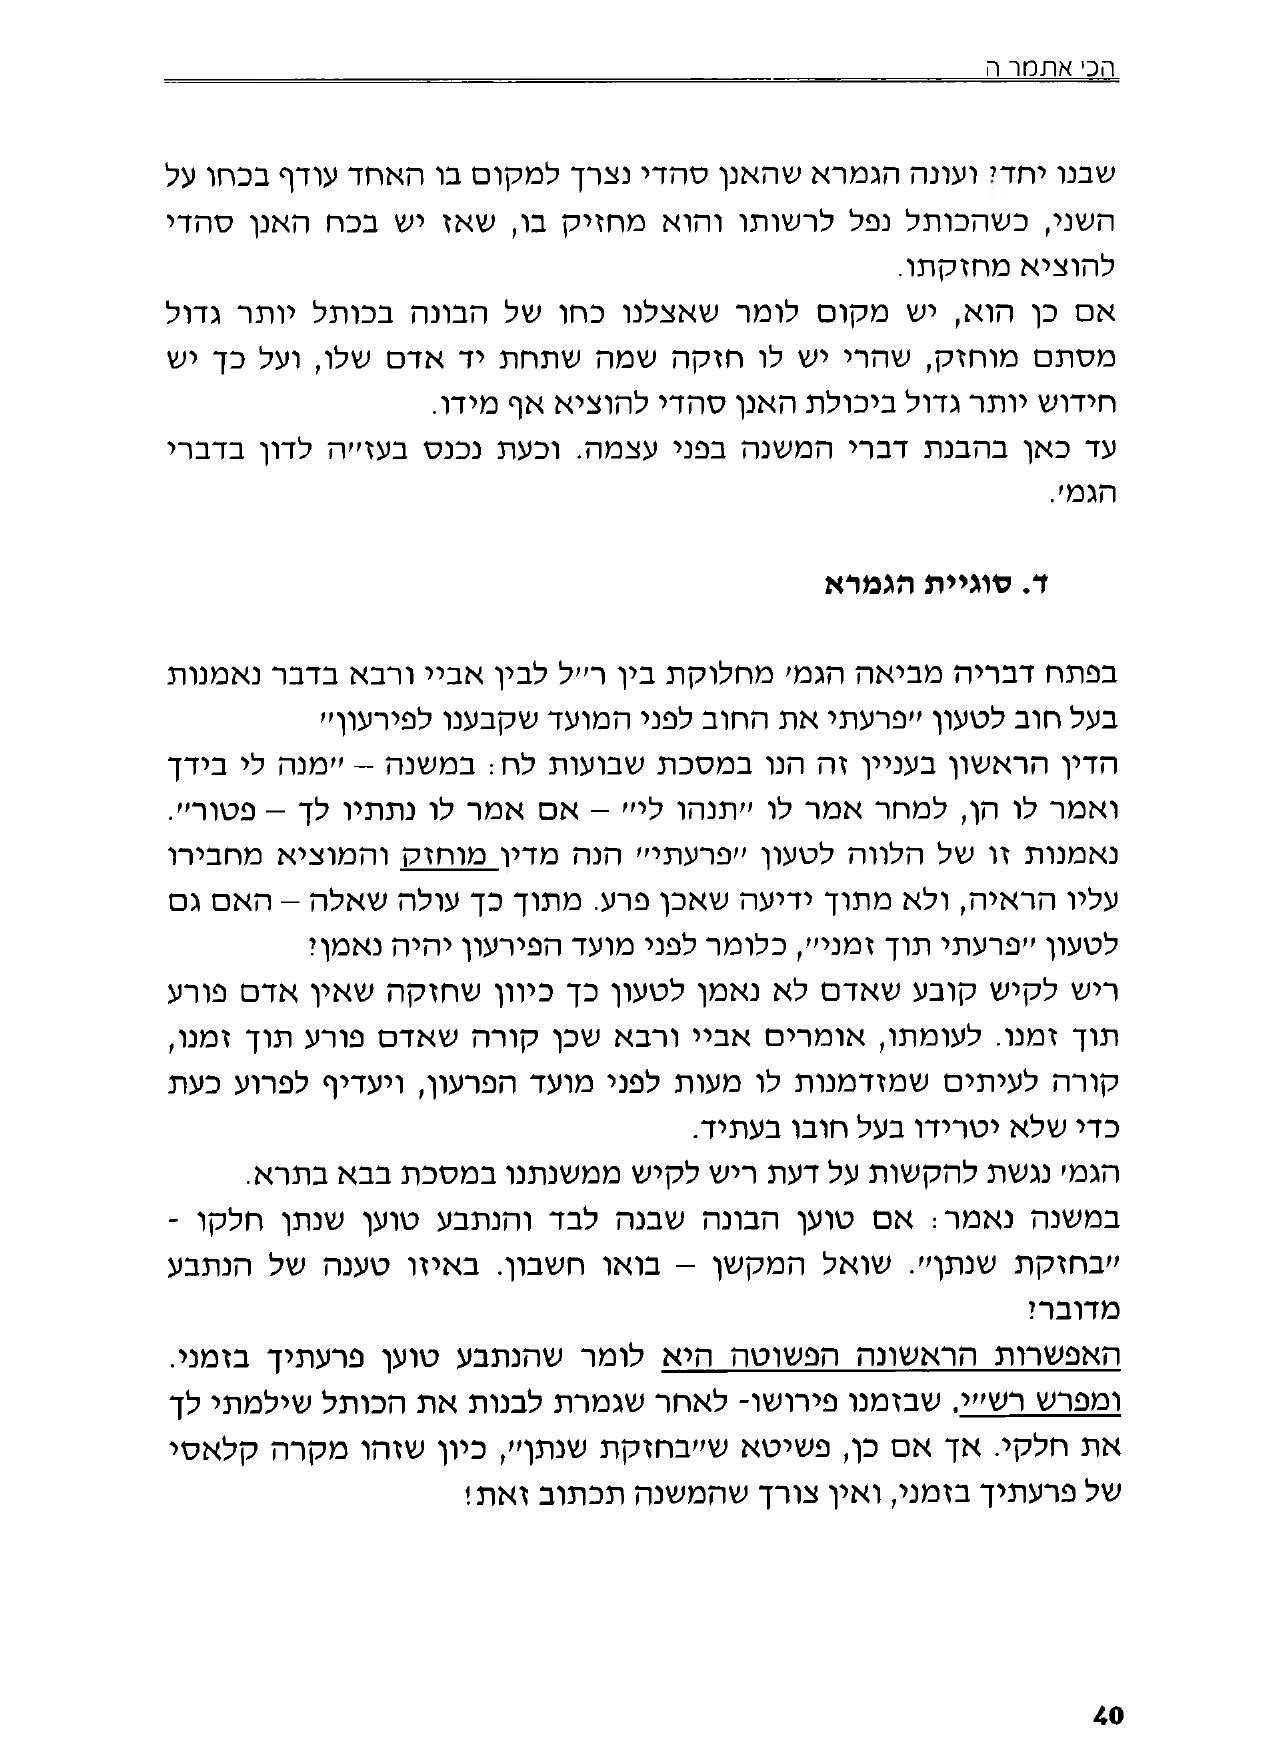 הכי אתמר ה
שבנו יחד? ועונה הגמרא שהאנן סהדי נצרך למקום בו האחד עודף בכחו על
השני, כשהכותל נפל לרשותו והוא מחזיק בו, שאז יש בכח האנן סהדי
להוציא מחזקתו.
אם כן הוא, יש מקום לומר שאצלנו כחו של הבונה בכותל יותר גדול
מסתם מוחזק, שהרי יש לו חזקה שמה שתחת יד אדם שלו, ועל כך יש
חידוש יותר גדול ביכולת האנן סהדי להוציא אף מידו.
עד כאן בהבנת דברי המשנה בפני עצמה. וכעת נכנס בעז״ה לדון בדברי
הגמ׳.
ד. סוגיית הגמרא
בפתח דבריה מביאה הגמ׳ מחלוקת בין ר״ל לבין אביי ורבא בדבר נאמנות
בעל חוב לטעון ״פרעתי את החוב לפני המועד שקבענו לפירעון״
הדין הראשון בעניין זה הנו במסכת שבועות לח: במשנה – ״מנה לי בידך
ואמר לו הן, למחר אמר לו ״תנהו לי״ – אם אמר לו נתתיו לך – פטור״.
נאמנות זו של הלווה לטעון ״פרעתי״ הנה מדין מוחזק והמוציא מחבירו
עליו הראיה, ולא מתוך ידיעה שאכן פרע. מתוך כך עולה שאלה – האם גם
לטעון ״פרעתי תוך זמני״, כלומר לפני מועד הפירעון יהיה נאמן?
ריש לקיש קובע שאדם לא נאמן לטעון כך כיוון שחזקה שאין אדם פורע
תוך זמנו. לעומתו, אומרים אביי ורבא שכן קורה שאדם פורע תוך זמנו,
קורה לעיתים שמזדמנות לו מעות לפני מועד הפרעון, ויעדיף לפרוע כעת
כדי שלא יטרידו בעל חובו בעתיד.
הגמ׳ נגשת להקשות על דעת ריש לקיש ממשנתנו במסכת בבא בתרא.
במשנה נאמר: אם טוען הבונה שבנה לבד והנתבע טוען שנתן חלקו -
״בחזקת שנתן״. שואל המקשן – בואו חשבון. באיזו טענה של הנתבע
מדובר?
האפשרות הראשונה הפשוטה היא לומר שהנתבע טוען פרעתיך בזמני.
ומפרש רש״י, שבזמנו פירושו- לאחר שגמרת לבנות את הכותל שילמתי לך
את חלקי. אך אם כן, פשיטא ש״בחזקת שנתן״, כיון שזהו מקרה קלאסי
של פרעתיך בזמני, ואין צורך שהמשנה תכתוב זאת!
40